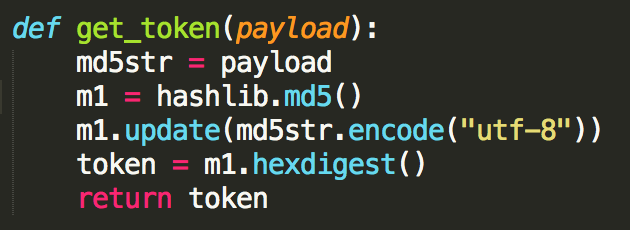 def get_token(payload):
    md5str = payload
    m1 = hashlib.md5()
    m1.update(md5str.encode("utf-8"))
    token = m1.hexdigest()
    return token